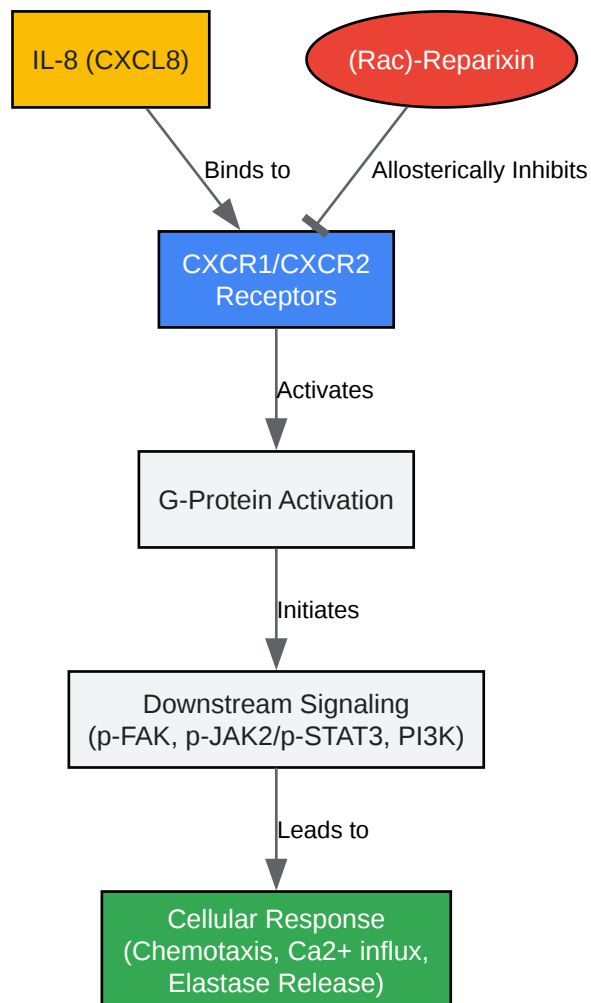 IL-8 (CXCL8)
(Rac)-Reparixin
Binds to
Allosterically Inhibits
CXCR1/CXCR2
Receptors
Activates
G-Protein Activation
Initiates
Downstream Signaling
(p-FAK, p-JAK2/p-STAT3, PI3K)
Leads to
Cellular Response
(Chemotaxis, Ca2+ influx,
Elastase Release)